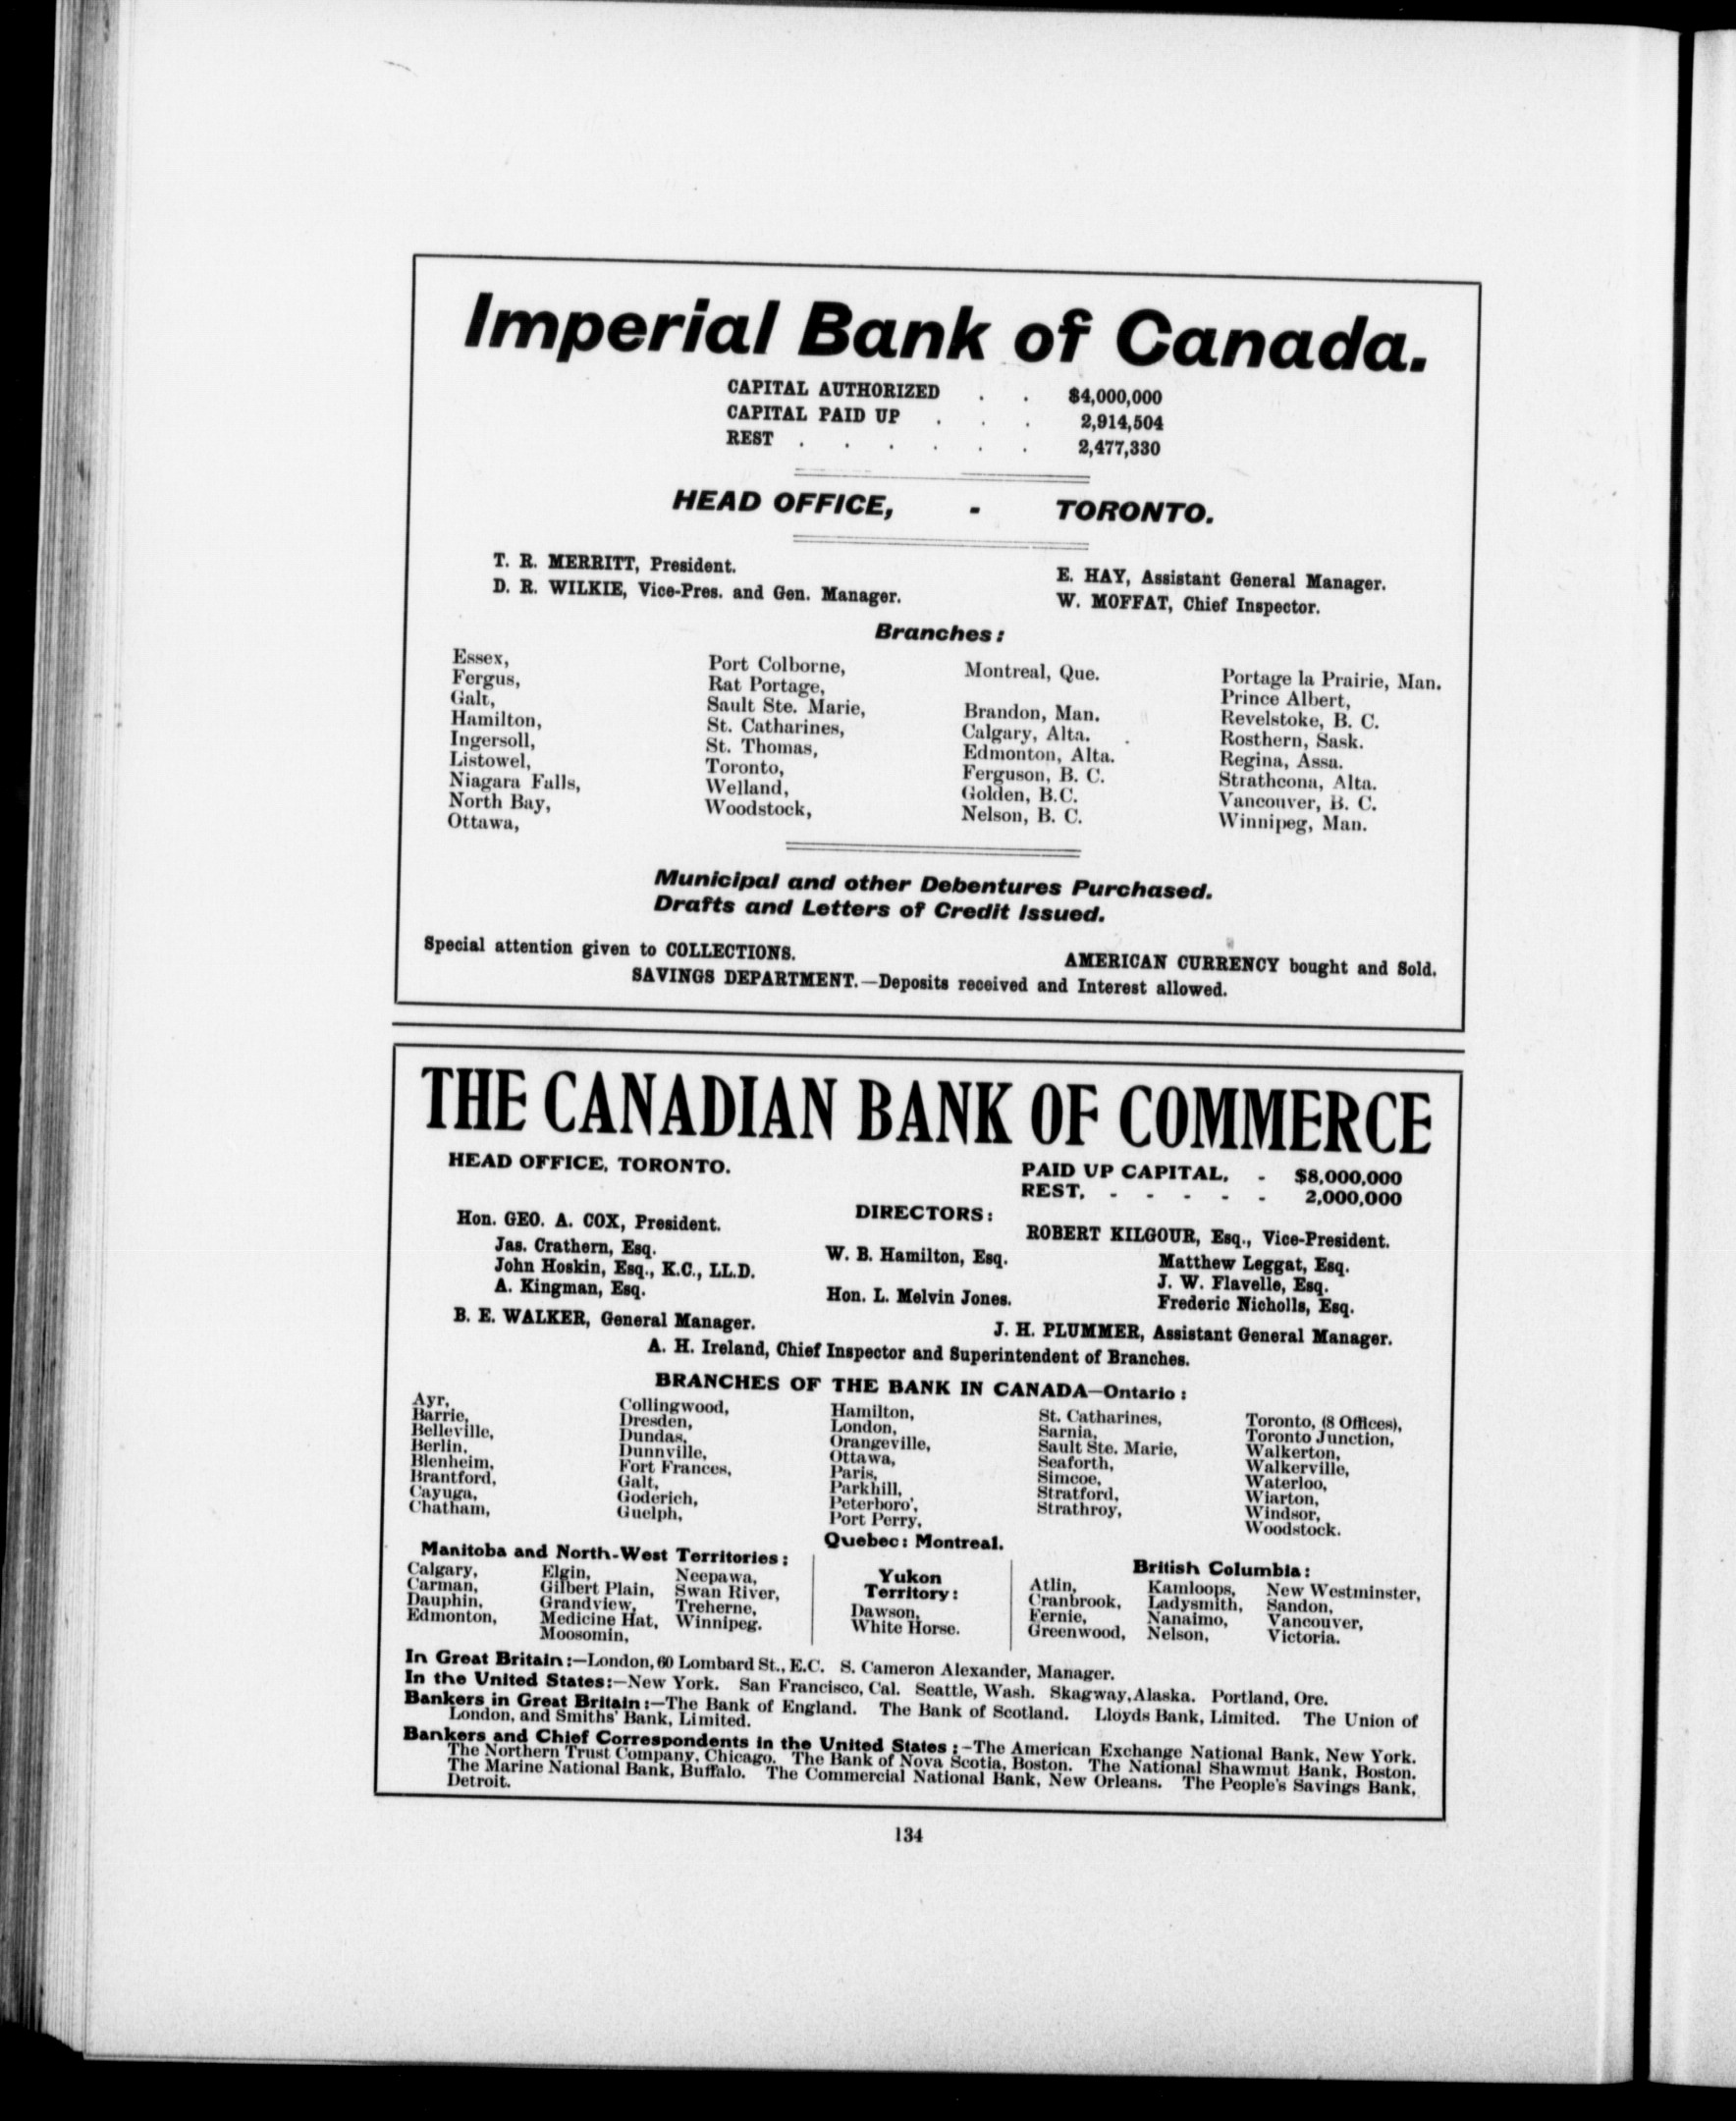 Imperial Bank of Canada.
CAPITAL AUTHORIZED . . $4,000,000
CAPITAL PAID UP . . . 2,914,504
REST . . . . . . 2,477,330
HEAD OFFICE, - TORONTO.
T. R. MERRITT, President.
D. R. WILKIE, Vice-Pres. and Gen. Manager.
E. HAY, Assistant General Manager.
W. MOFFAT, Chief Inspector.
Branches:
Essex,
Fergus,
Galt,
Hamilton,
Ingersoll,
Listowel,
Niagara Falls,
North Bay,
Ottawa,
Port Colborne,
Rat Portage,
Sault Ste. Marie,
St. Catharines,
St. Thomas,
Toronto,
Welland,
Woodstock,
Montreal, Que.
Brandon, Man.
Calgary, Alta.
Edmonton, Alta.
Ferguson, B. C.
Golden, B.C.
Nelson, B. C.
Portage la Prairie, Man.
Prince Albert,
Revelstoke, B. C.
Rosthern, Sask.
Regina, Assa.
Strathcona, Alta.
Vancouver, B. C.
Winnipeg, Man.
Municipal and other Debentures Purchased.
Drafts and Letters of Credit Issued.
Special attention given to COLLECTIONS. AMERICAN CURRENCY bought and Sold.
SAVINGS DEPARTMENT.—Deposits received and Interest allowed.
THE CANADIAN BANK OF COMMERCE
HEAD OFFICE, TORONTO.
PAID UP CAPITAL, - $8,000,000
REST, - - - - - 2,000,000
DIRECTORS:
Hon. GEO. A. COX, President.
ROBERT KILGOUR, Esq., Vice-President.
Jas. Crathern, Esq.
John Hoskin, Esq., K.C., LL.D.
A. Kingman, Esq.
W. B. Hamilton, Esq.
Hon. L. Melvin Jones.
Matthew Leggat, Esq.
J. W. Flavelle, Esq.
Frederic Nicholls, Esq.
B. E. WALKER, General Manager.
J. H. PLUMMER, Assistant General Manager.
A. H. Ireland, Chief Inspector and Superintendent of Branches.
BRANCHES OF THE BANK IN CANADA—Ontario:
Ayr,
Barrie,
Belleville,
Berlin,
Blenheim,
Brantford,
Cayuga,
Chatham,
Collingwood,
Dresden,
Dundas,
Dunnville,
Fort Frances,
Galt,
Goderich,
Guelph,
Hamilton,
London,
Orangeville,
Ottawa,
Paris,
Parkhill,
Peterboro',
Port Perry,
St. Catharines,
Sarnia,
Sault Ste. Marie,
Seaforth,
Simcoe,
Stratford,
Strathroy,
Toronto, (8 Offices),
Toronto Junction,
Walkerton,
Walkerville,
Waterloo,
Wiarton,
Windsor,
Woodstock.
Quebec: Montreal.
Manitoba and North-West Territories:
Calgary,
Carman,
Dauphin,
Edmonton,
Elgin,
Gilbert Plain,
Grandview,
Medicine Hat,
Moosomin,
Neepawa,
Swan River,
Treherne,
Winnipeg.
Yukon
Territory:
Dawson,
White Horse.
British Columbia:
Atlin,
Cranbrook,
Fernie,
Greenwood,
Kamloops,
Ladysmith,
Nanaimo,
Nelson,
New Westminster,
Sandon,
Vancouver,
Victoria.
In Great Britain:—London, 60 Lombard St., E.C. S. Cameron Alexander, Manager.
In the United States:—New York. San Francisco, Cal. Seattle, Wash. Skagway, Alaska. Portland, Ore.
Bankers in Great Britain:—The Bank of England. The Bank of Scotland. Lloyds Bank, Limited. The Union of
London, and Smiths' Bank, Limited.
Bankers and Chief Correspondents in the United States:—The American Exchange National Bank, New York.
The Northern Trust Company, Chicago. The Bank of Nova Scotia, Boston. The National Shawmut Bank, Boston.
The Marine National Bank, Buffalo. The Commercial National Bank, New Orleans. The People's Savings Bank,
Detroit.
134